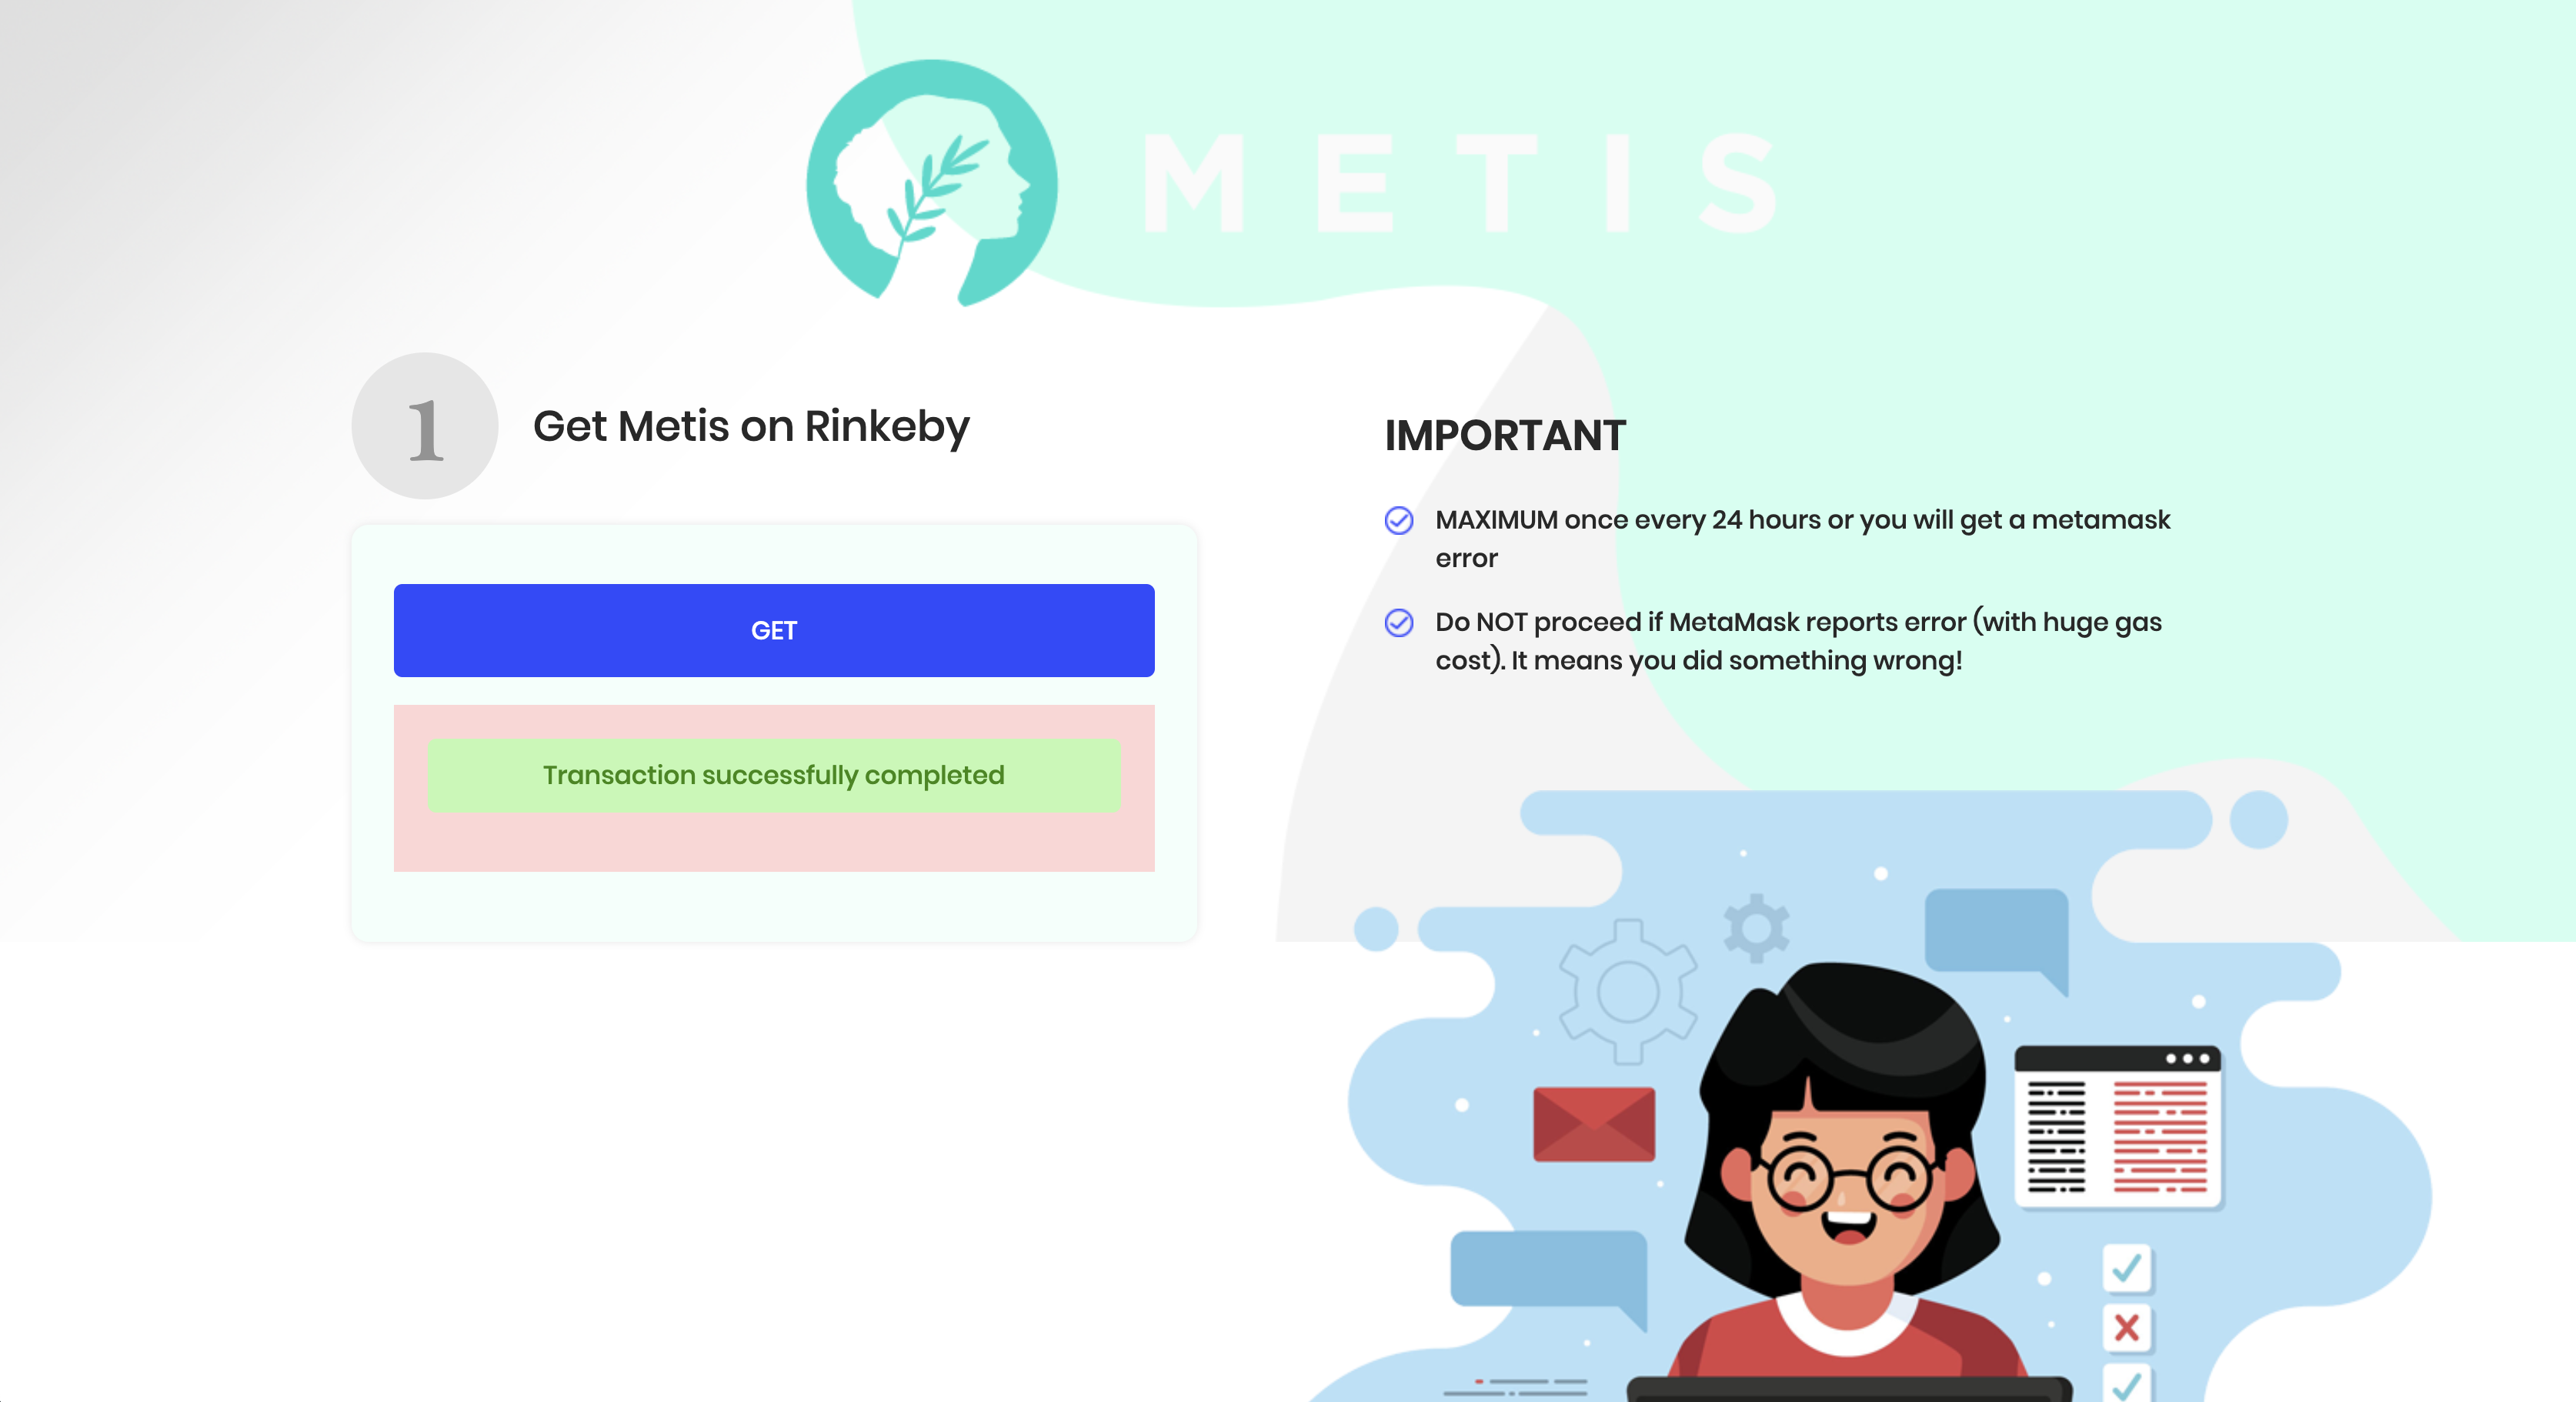 METIS
1
Get Metis on Rinkeby
GET
Transaction successfully completed
IMPORTANT
MAXIMUM once every 24 hours or you will get a metamask
error
Do NOT proceed if MetaMask reports error (with huge gas
cost). It means you did something wrong!